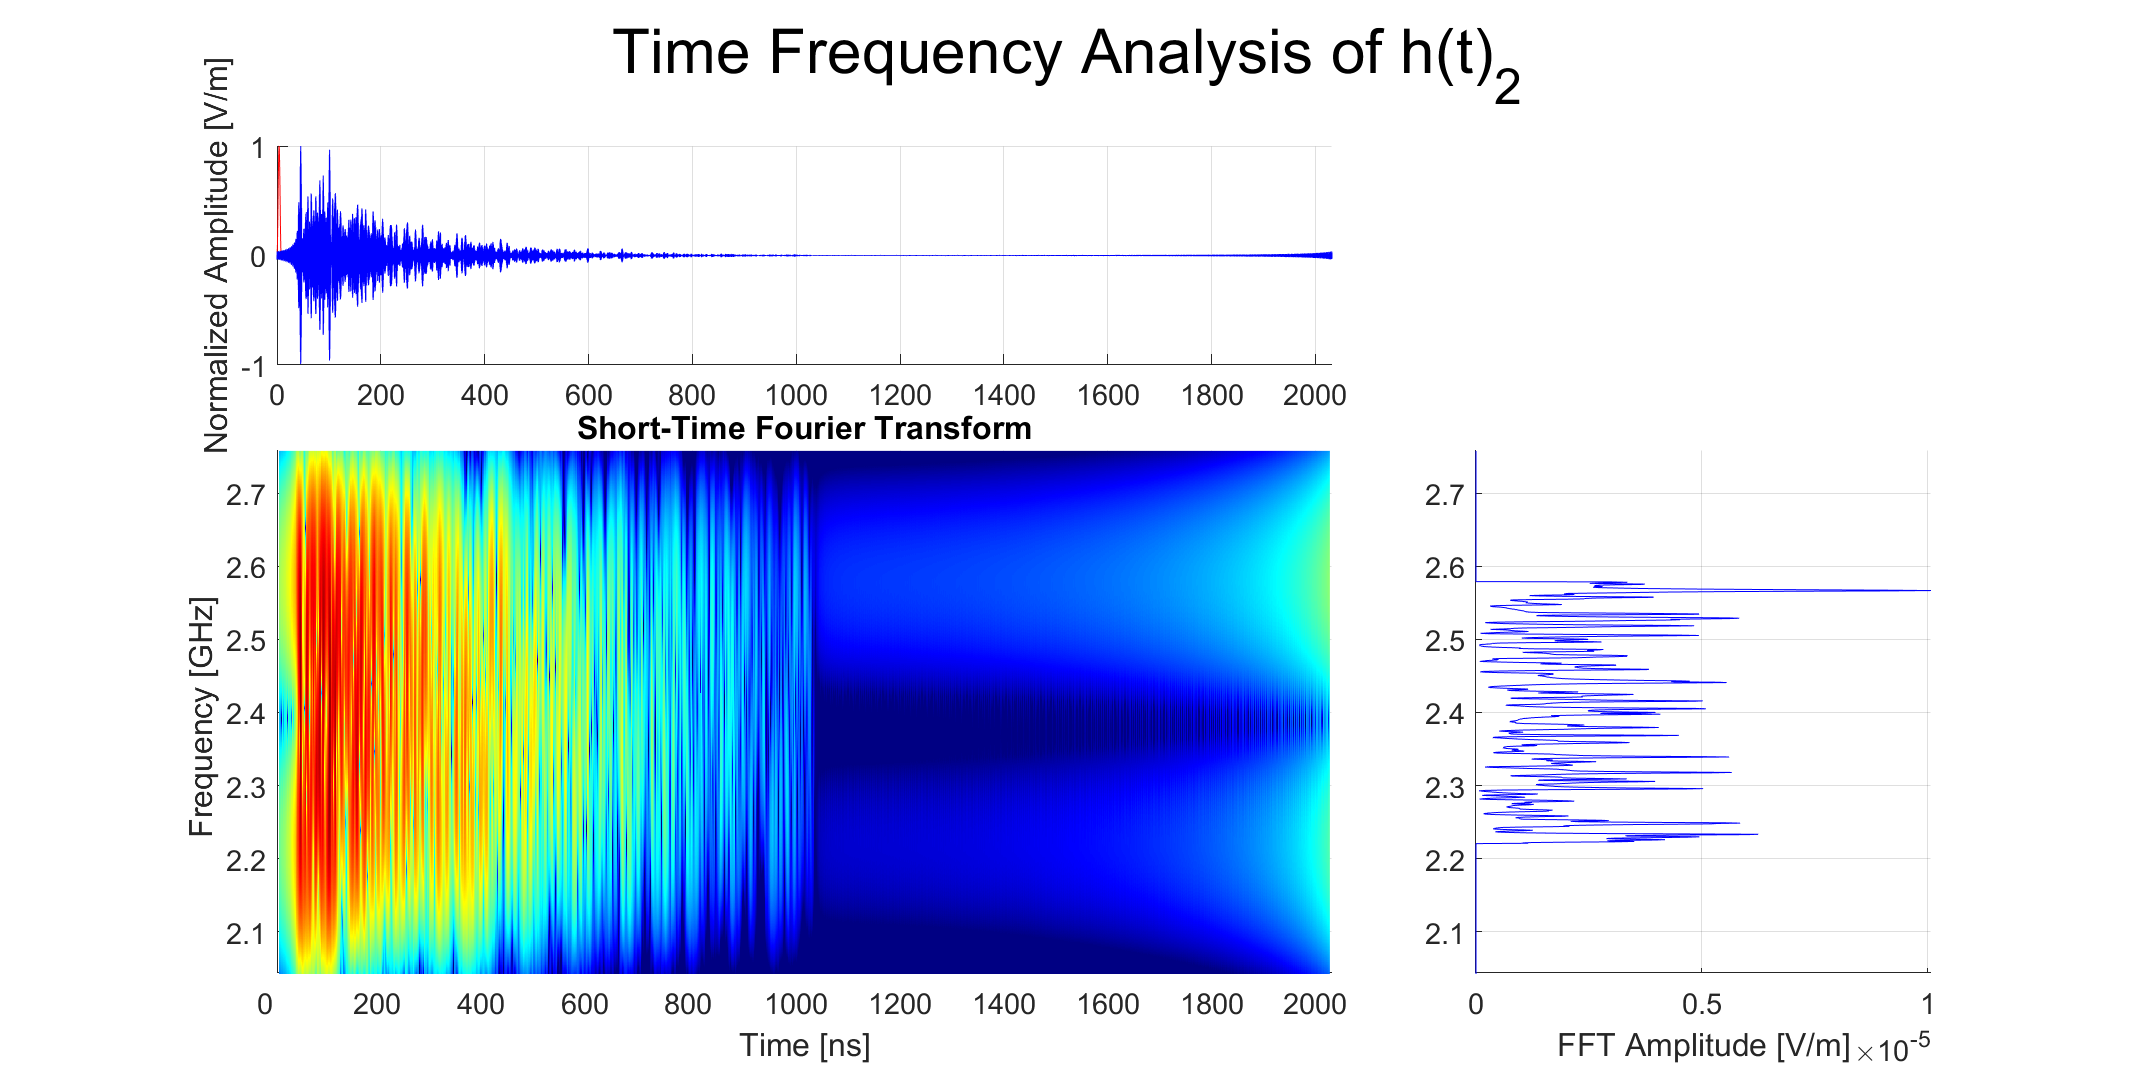 Time Frequency Analysis of h(t)2
Normalized Amplitude [V/m]
1
0
-1
0 200 400 600 800 1000 1200 1400 1600 1800 2000
Short-Time Fourier Transform
Frequency [GHz]
2.7
2.6
2.5
2.4
2.3
2.2
2.1
0 200 400 600 800 1000 1200 1400 1600 1800 2000
Time [ns]
2.7
2.6
2.5
2.4
2.3
2.2
2.1
0 0.5 1
FFT Amplitude [V/m] ×10-5